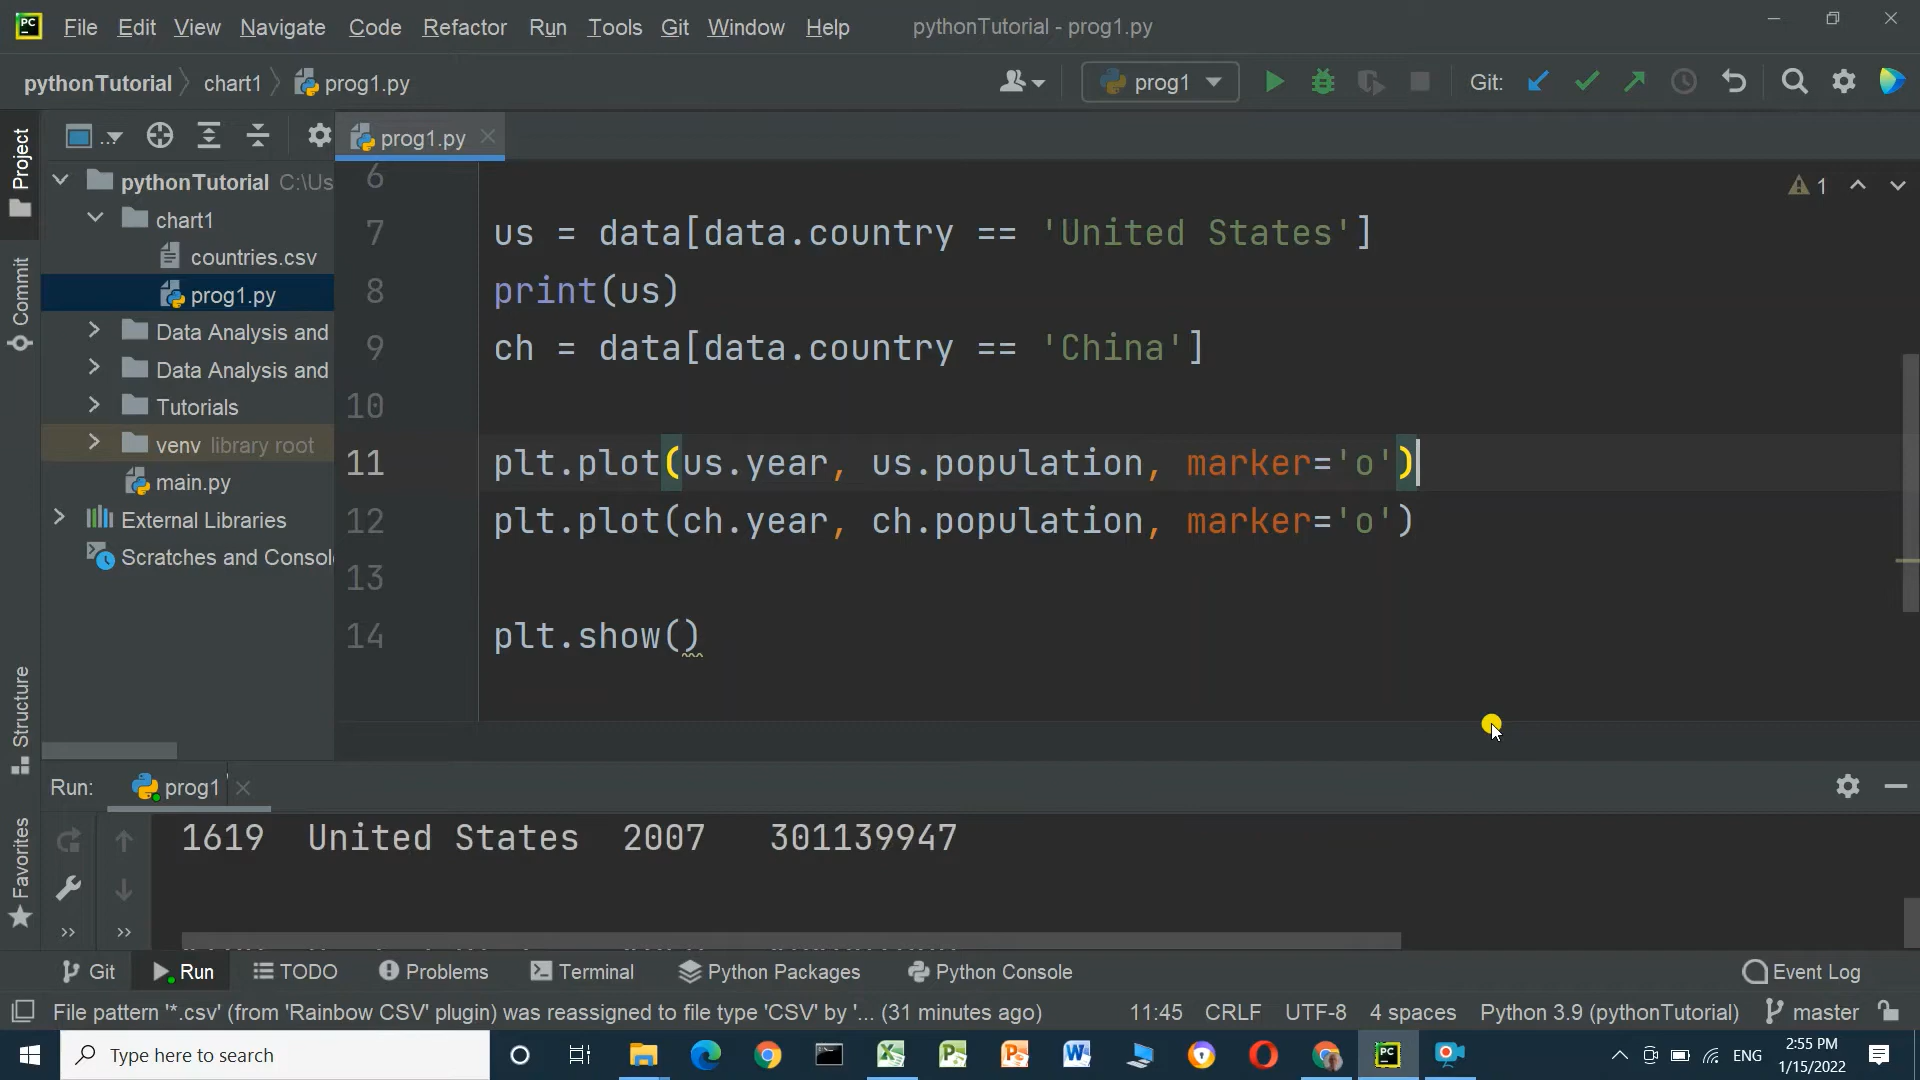 PC File Edit View Navigate Code Refactor Run Tools Git Window Help pythonTutorial - prog1.py
pythonTutorial chart1 prog1.py prog1 Git:
Project
... prog1.py
pythonTutorial C:\Us
chart1
countries.csv
prog1.py
Data Analysis and
Data Analysis and
Tutorials
venv library root
main.py
External Libraries
Scratches and Consol
Commit
Structure
Favorites
1
6
7 us = data[data.country == 'United States']
8 print(us)
9 ch = data[data.country == 'China']
10
11 plt.plot(us.year, us.population, marker='o')
12 plt.plot(ch.year, ch.population, marker='o')
13
14 plt.show()
Run: prog1
1619 United States 2007 301139947
Git Run TODO Problems Terminal Python Packages Python Console Event Log
File pattern '*.csv' (from 'Rainbow CSV' plugin) was reassigned to file type 'CSV' by '... (31 minutes ago) 11:45 CRLF UTF-8 4 spaces Python 3.9 (pythonTutorial) master
Type here to search ENG 2:55 PM
1/15/2022